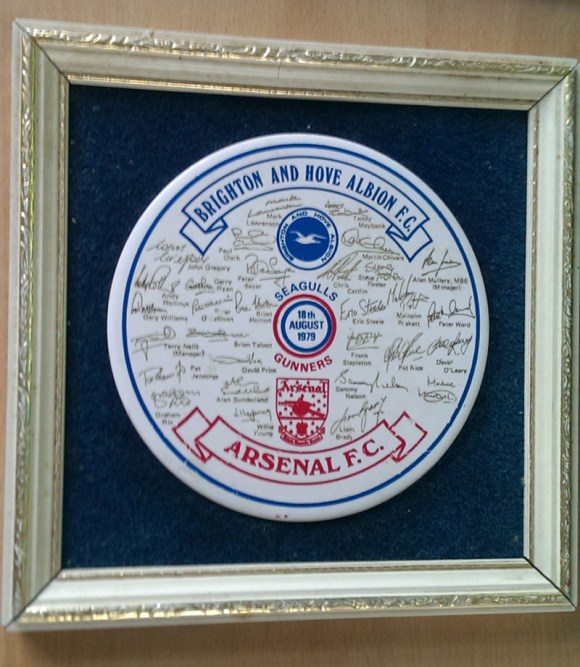 BRIGHTON AND HOVE ALBION F.C.
Mark Lawrenson
Teddy Maybank
BRIGHTON AND HOVE ALBION
Paul Clark
Martin Chivers
John Gregory
Peter Sayer
Chris Cattlin
Steve Foster
Alan Mullery, MBE (Manager)
Andy Rollings
Gerry Ryan
SEAGULLS
Gary Williams
Peter O'Sullivan
Brian Horton
18th AUGUST 1979
Eric Steele
Malcolm Poskett
Peter Ward
GUNNERS
Terry Neill (Manager)
Brian Talbot
Frank Stapleton
Pat Rice
David O'Leary
Pat Jennings
David Price
Sammy Nelson
Alan Sunderland
Arsenal
Graham Rix
Willie Young
Liam Brady
ARSENAL F.C.